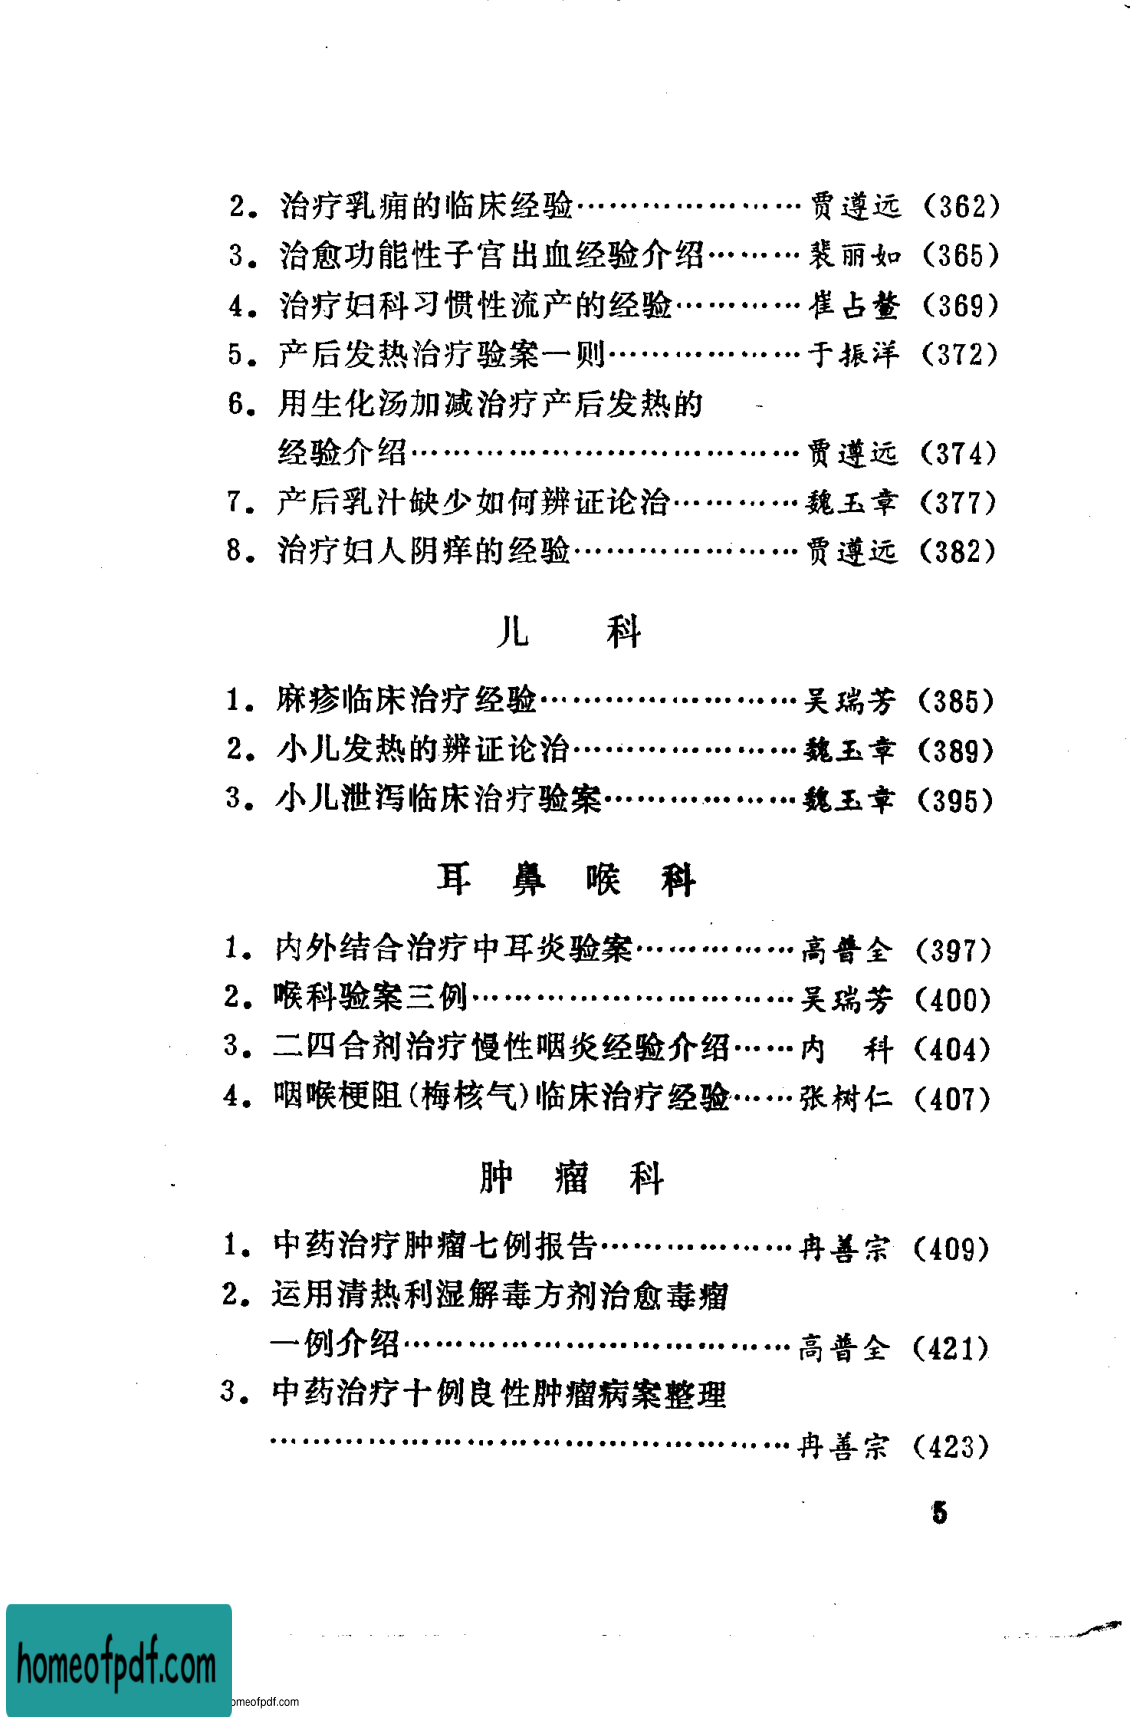 2. 治疗乳痈的临床经验…………………贾遵远 (362)
3. 治愈功能性子宫出血经验介绍………裴丽如 (365)
4. 治疗妇科习惯性流产的经验…………崔占鳌 (369)
5. 产后发热治疗验案一则………………于振洋 (372)
6. 用生化汤加减治疗产后发热的
经验介绍………………………………贾遵远 (374)
7. 产后乳汁缺少如何辨证论治…………魏玉章 (377)
8. 治疗妇人阴痒的经验…………………贾遵远 (382)
儿 科
1. 麻疹临床治疗经验……………………吴瑞芳 (385)
2. 小儿发热的辨证论治…………………魏玉章 (389)
3. 小儿泄泻临床治疗验案………………魏玉章 (395)
耳 鼻 喉 科
1. 内外结合治疗中耳炎验案……………高普全 (397)
2. 喉科验案三例…………………………吴瑞芳 (400)
3. 二四合剂治疗慢性咽炎经验介绍……内 科 (404)
4. 咽喉梗阻(梅核气)临床治疗经验……张树仁 (407)
肿 瘤 科
1. 中药治疗肿瘤七例报告………………冉善宗 (409)
2. 运用清热利湿解毒方剂治愈毒瘤
一例介绍………………………………高普全 (421)
3. 中药治疗十例良性肿瘤病案整理
…………………………………………冉善宗 (423)
5
homeofpdf.com
omeofpdf.com